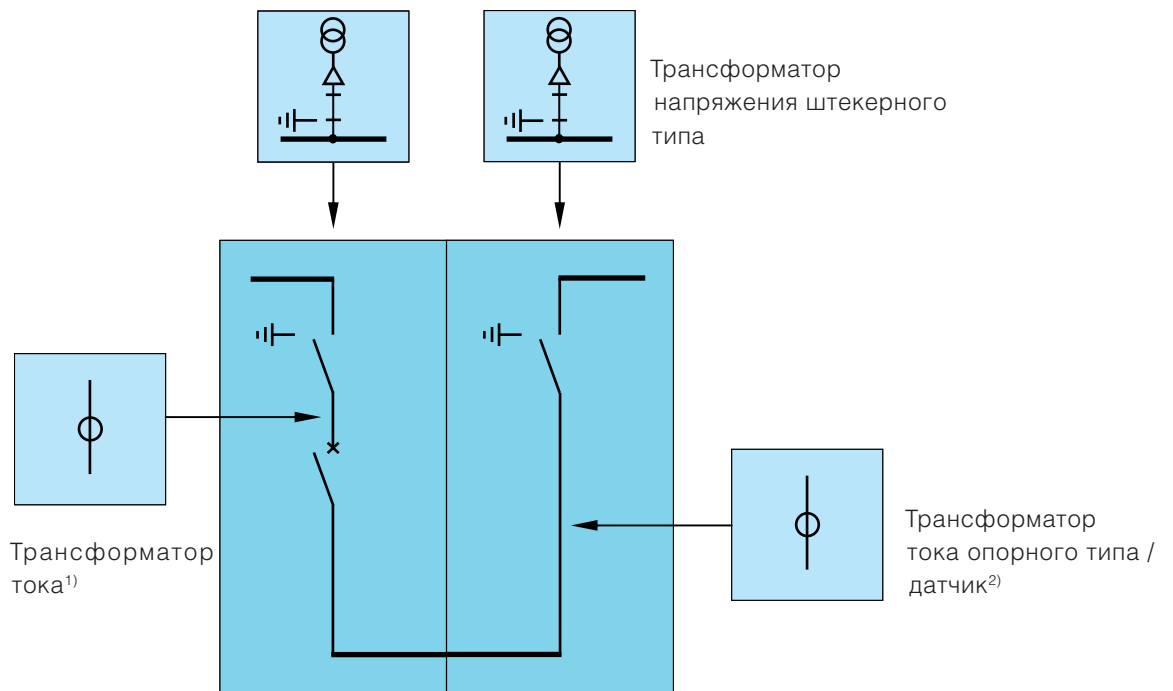 Трансформатор
напряжения штекерного
типа
Трансформатор
тока1)
Трансформатор
тока опорного типа /
датчик2)